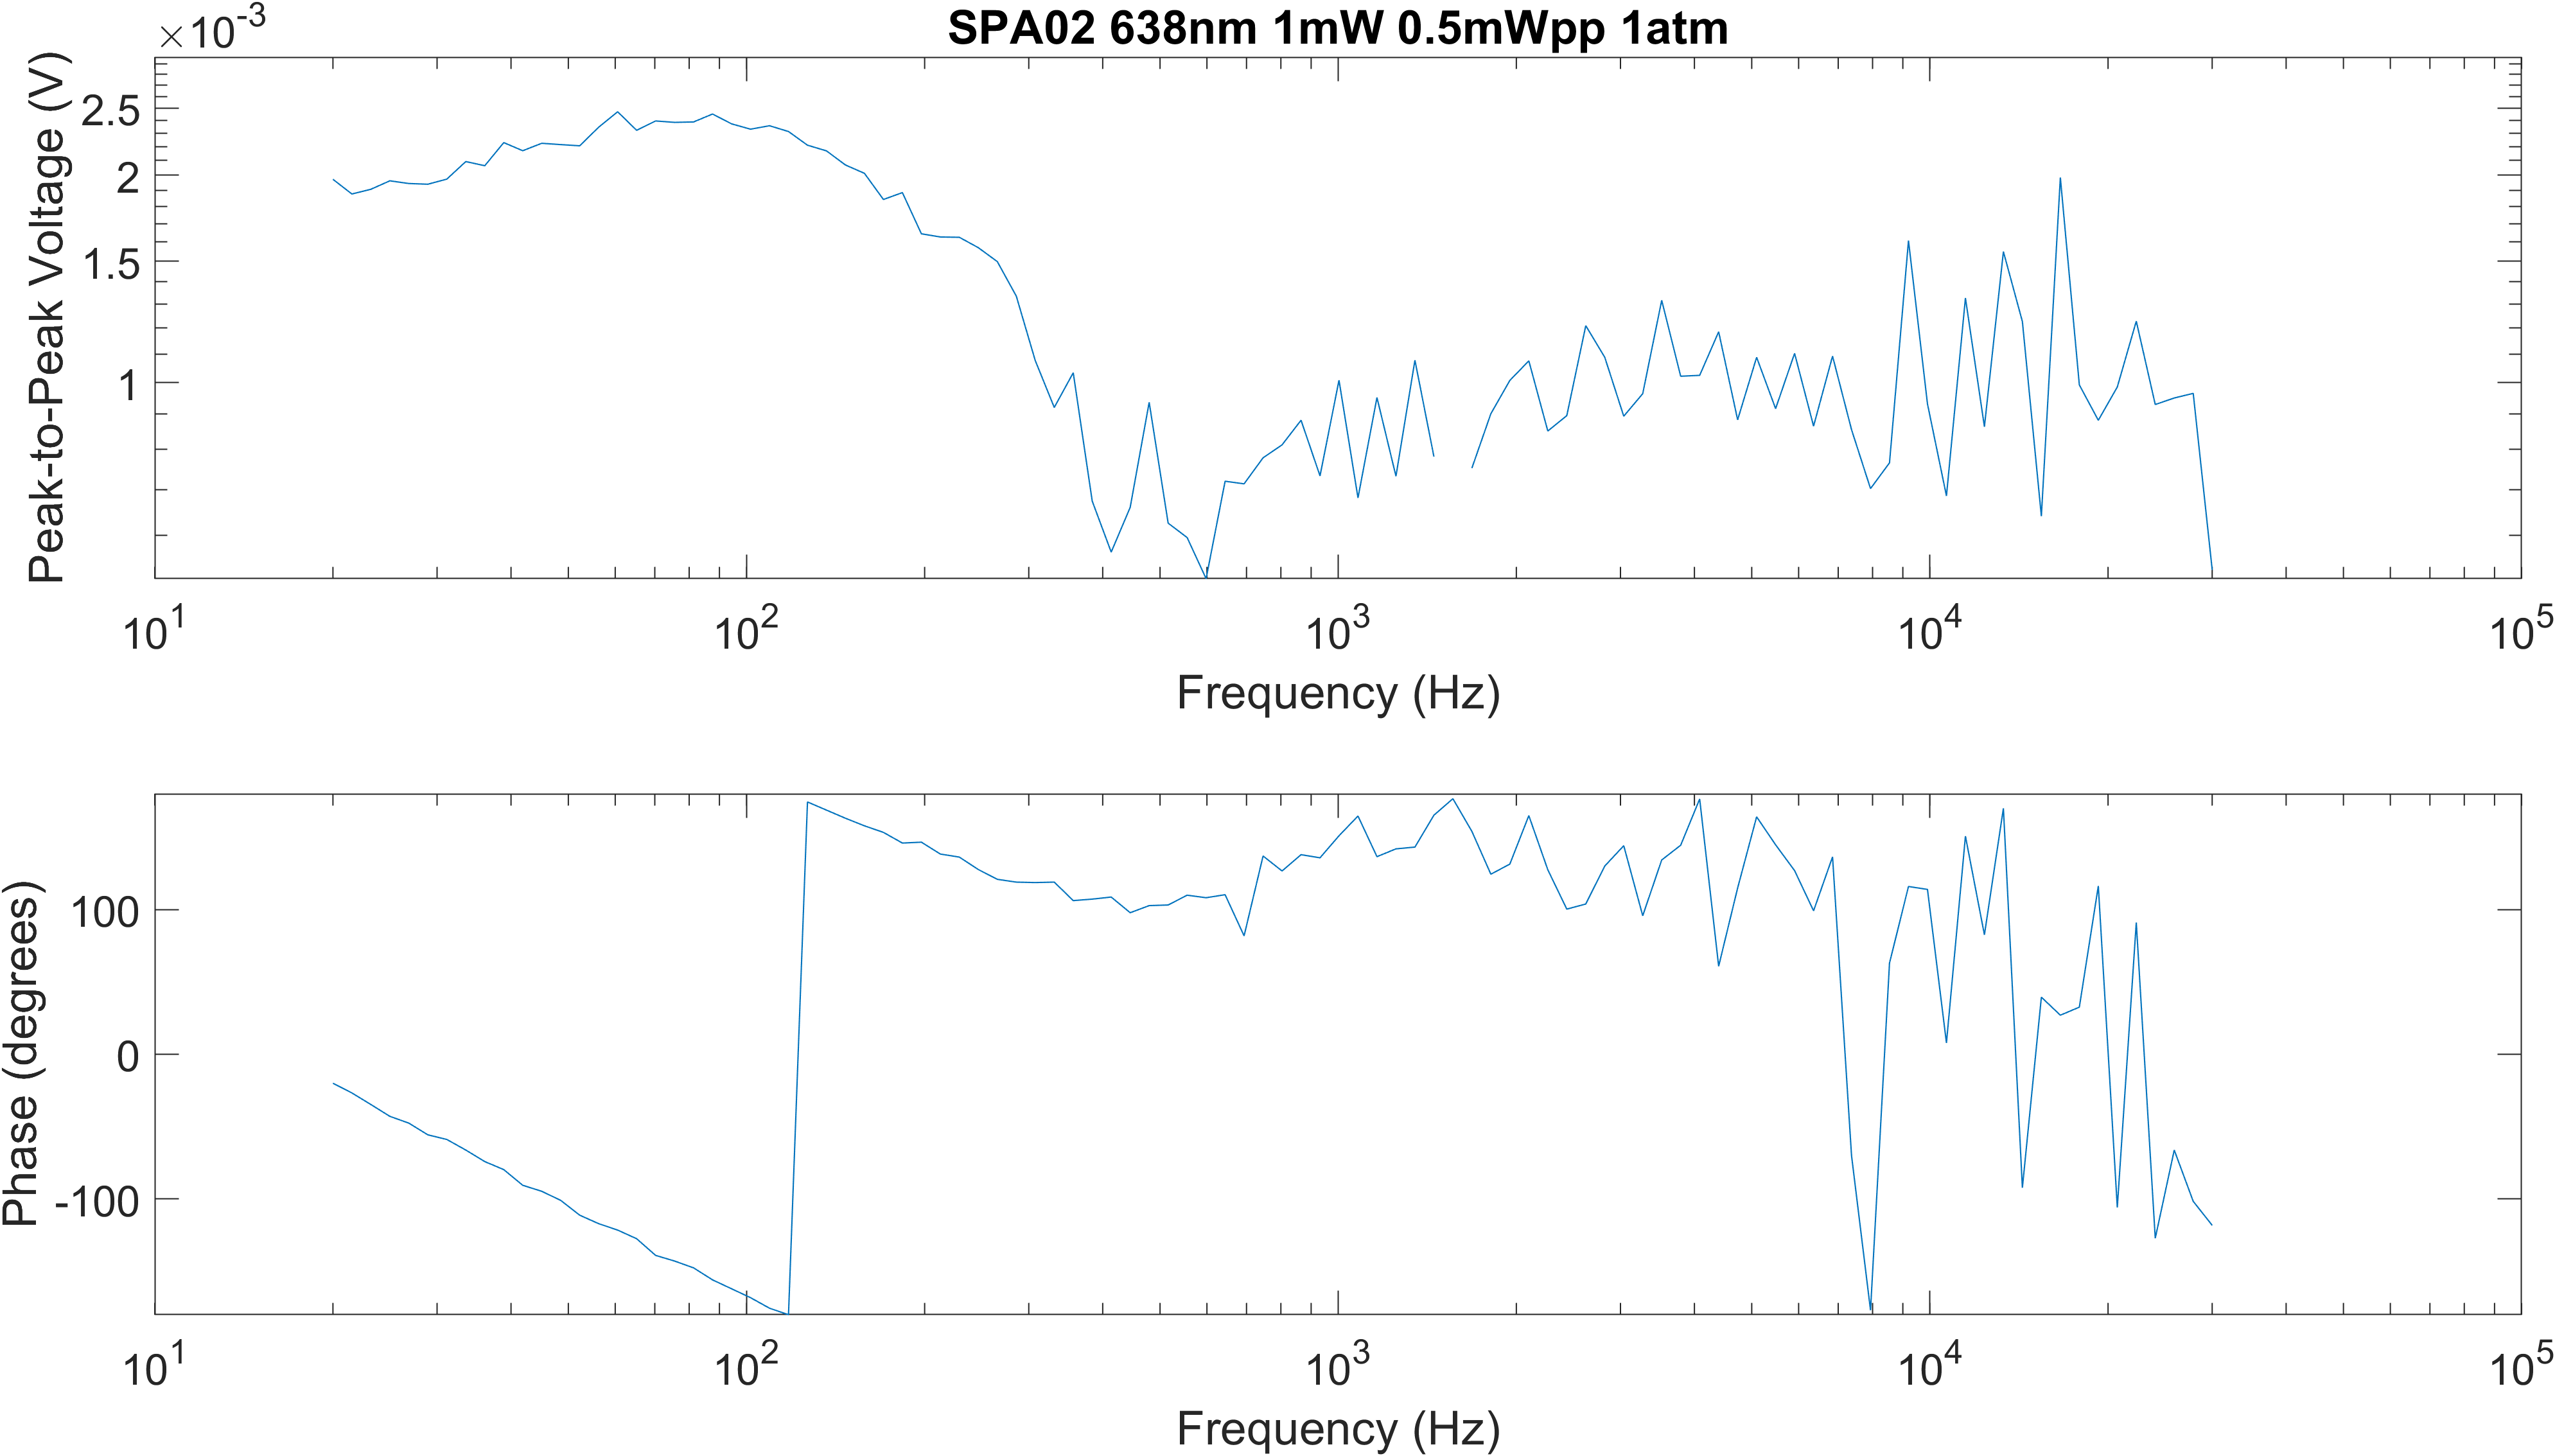 SPA02 638nm 1mW 0.5mWpp 1atm
×10⁻³
Peak-to-Peak Voltage (V)
2.5
2
1.5
1
10¹ 10² 10³ 10⁴ 10⁵
Frequency (Hz)
Phase (degrees)
100
0
-100
10¹ 10² 10³ 10⁴ 10⁵
Frequency (Hz)